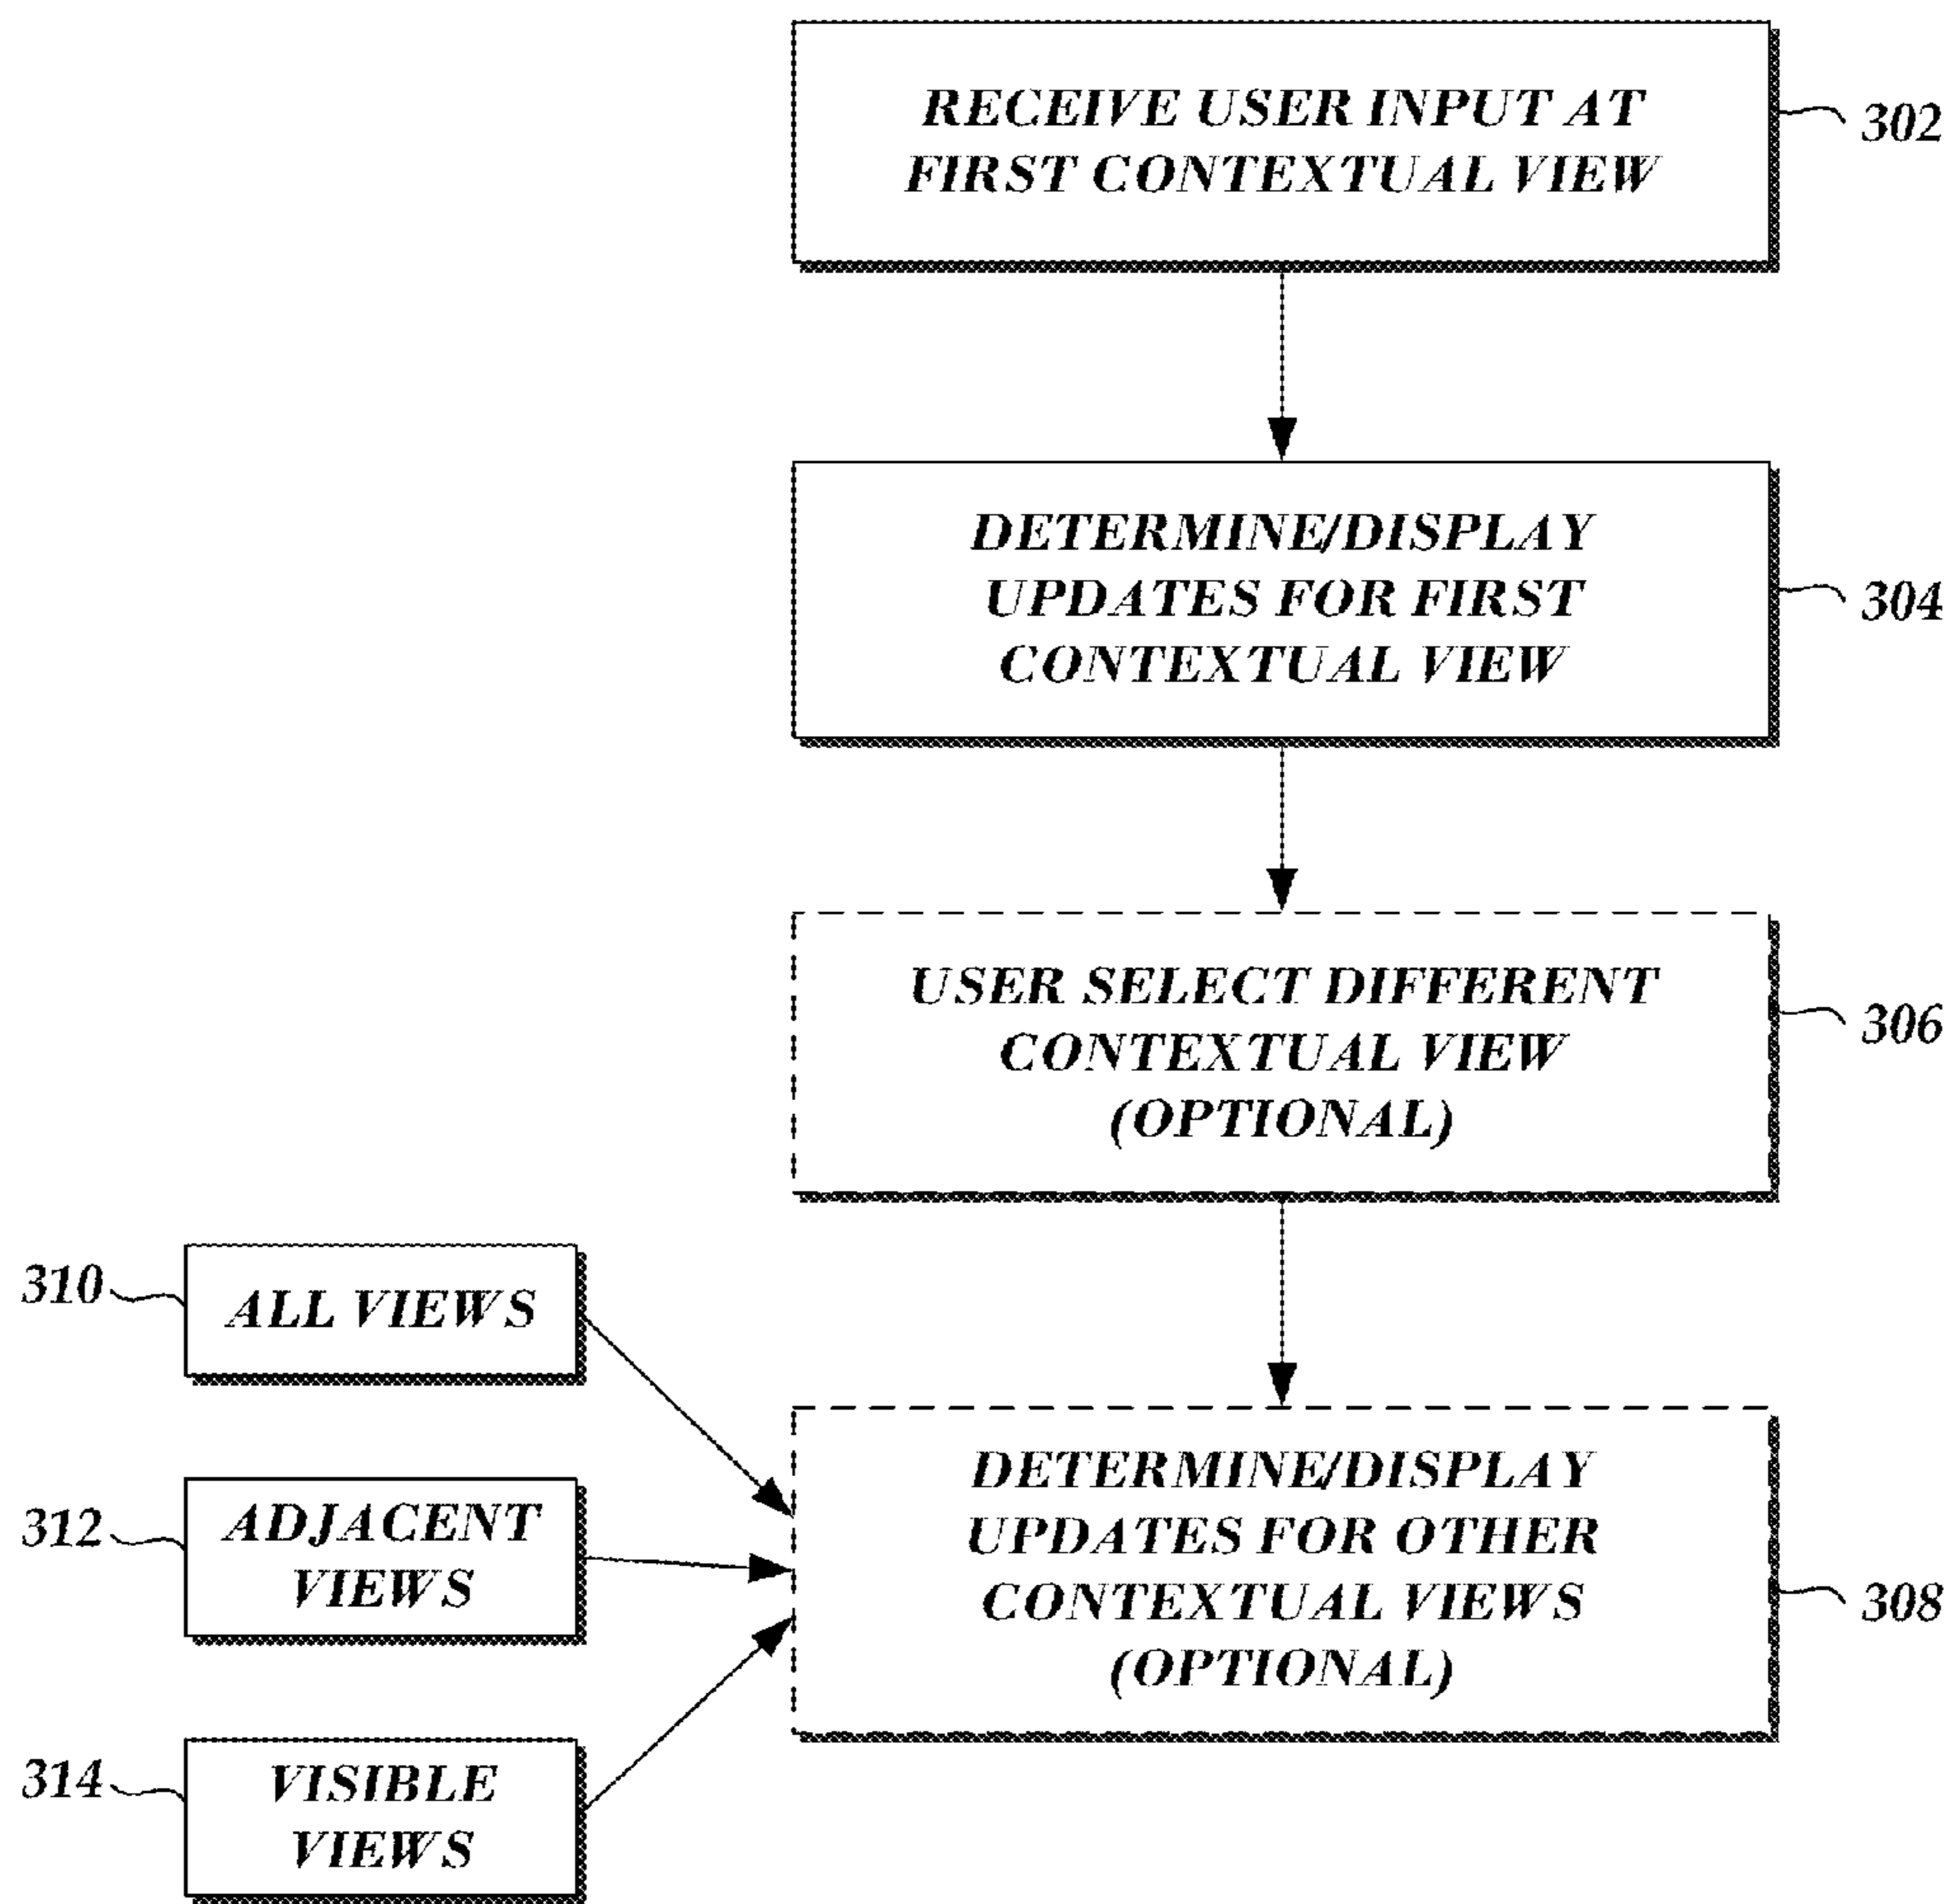 RECEIVE USER INPUT AT
FIRST CONTEXTUAL VIEW
302
DETERMINE/DISPLAY
UPDATES FOR FIRST
CONTEXTUAL VIEW
304
USER SELECT DIFFERENT
CONTEXTUAL VIEW
(OPTIONAL)
306
310
ALL VIEWS
312
ADJACENT
VIEWS
314
VISIBLE
VIEWS
DETERMINE/DISPLAY
UPDATES FOR OTHER
CONTEXTUAL VIEWS
(OPTIONAL)
308